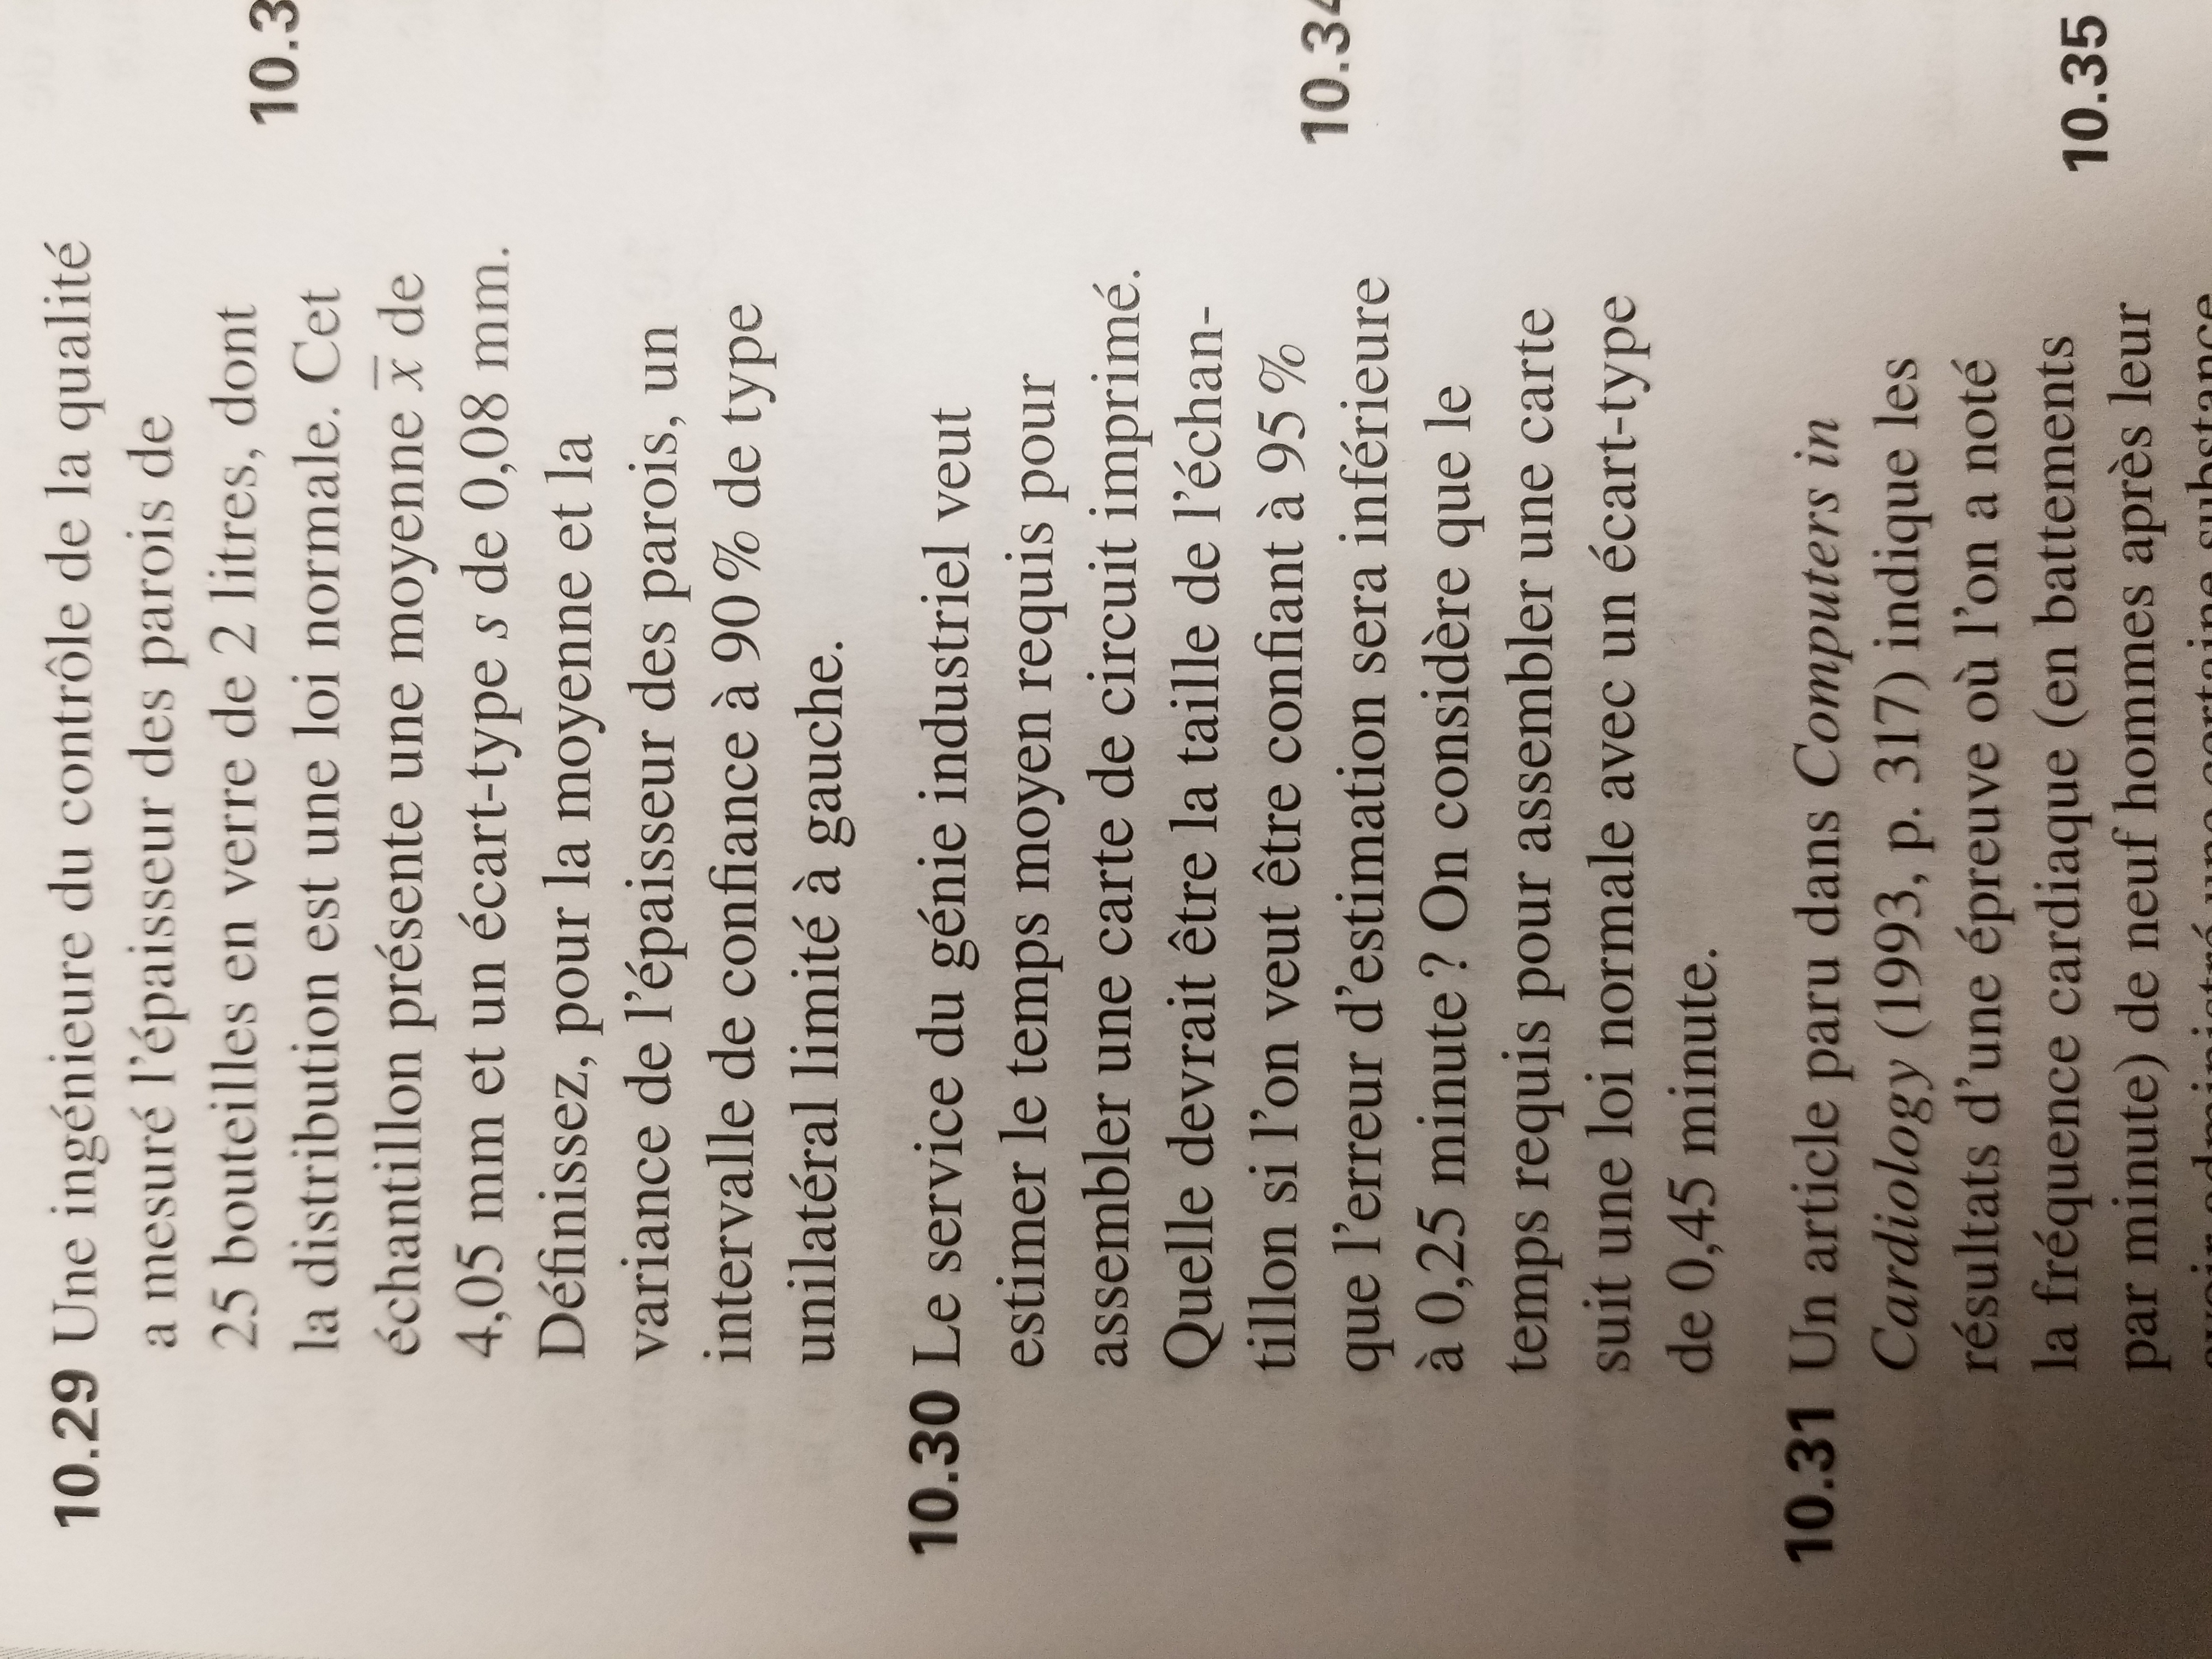 10.29 Une ingénieure du contrôle de la qualité
a mesuré l'épaisseur des parois de
25 bouteilles en verre de 2 litres, dont
la distribution est une loi normale. Cet
échantillon présente une moyenne x̅ de
4,05 mm et un écart-type s de 0,08 mm.
Définissez, pour la moyenne et la
variance de l'épaisseur des parois, un
intervalle de confiance à 90 % de type
unilatéral limité à gauche.
10.30 Le service du génie industriel veut
estimer le temps moyen requis pour
assembler une carte de circuit imprimé.
Quelle devrait être la taille de l'échan-
tillon si l'on veut être confiant à 95 %
que l'erreur d'estimation sera inférieure
à 0,25 minute ? On considère que le
temps requis pour assembler une carte
suit une loi normale avec un écart-type
de 0,45 minute.
10.31 Un article paru dans Computers in
Cardiology (1993, p. 317) indique les
résultats d'une épreuve où l'on a noté
la fréquence cardiaque (en battements
par minute) de neuf hommes après leur
avoir administré une certaine substance
10.3
10.34
10.35